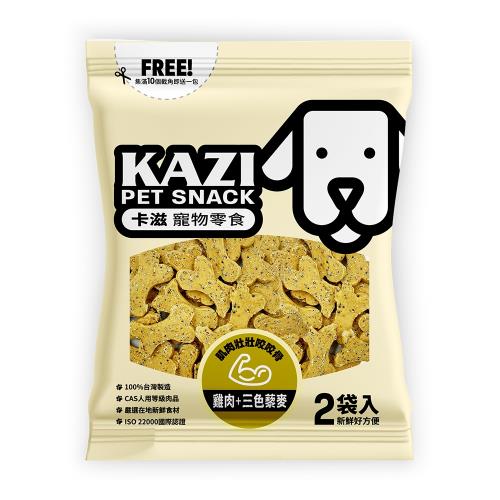 FREE!
集滿10個截角即送一包
KAZI
PET SNACK
卡滋 寵物零食
肌肉壯壯咬咬骨
雞肉+三色藜麥
100%台灣製造
CAS人用等級肉品
嚴選在地新鮮食材
ISO 22000國際認證
2袋入
新鮮好方便